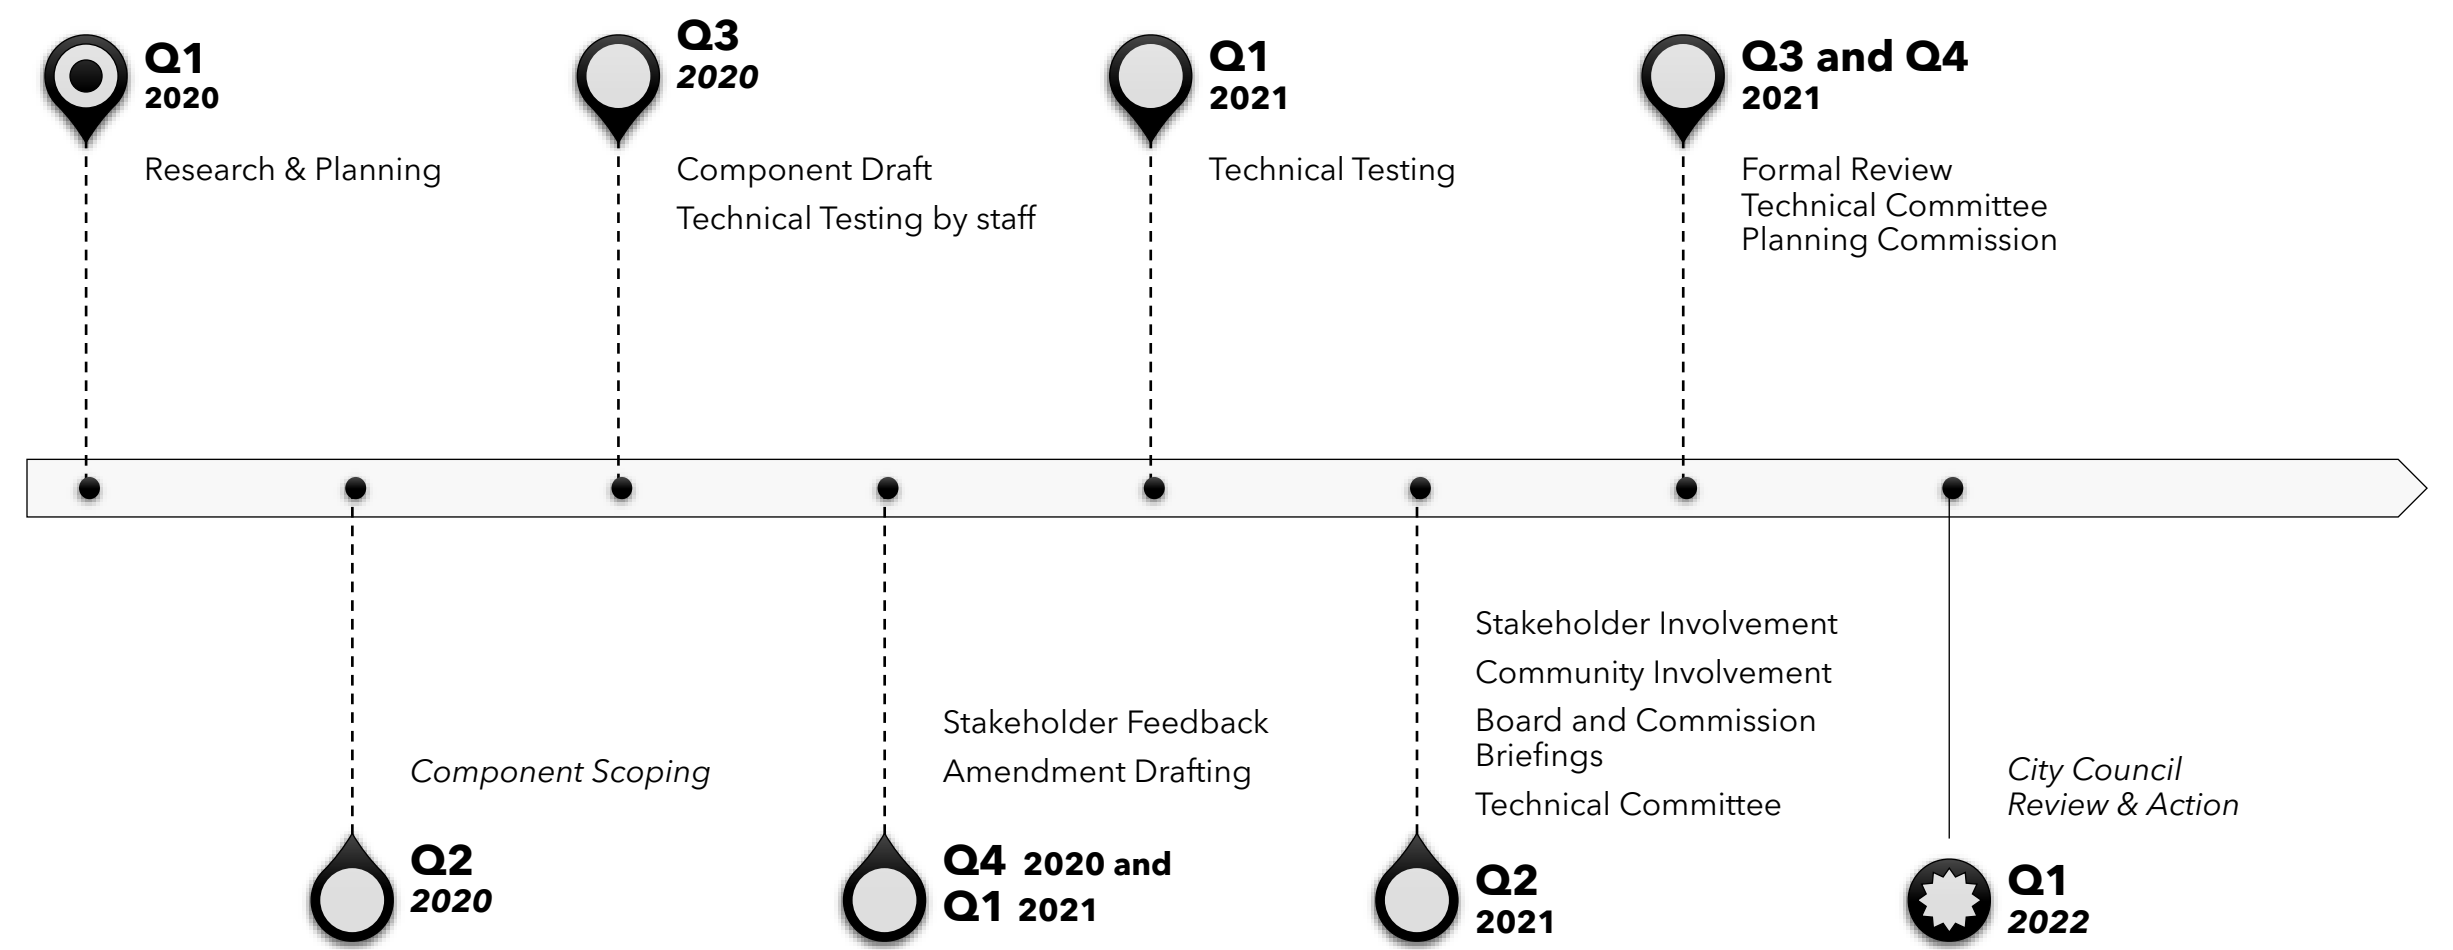 Q1
2020
Research & Planning
Q3
2020
Component Draft
Technical Testing by staff
Q1
2021
Technical Testing
Q3 and Q4
2021
Formal Review
Technical Committee
Planning Commission
Component Scoping
Q2
2020
Stakeholder Feedback
Amendment Drafting
Q4 2020 and
Q1 2021
Stakeholder Involvement
Community Involvement
Board and Commission
Briefings
Technical Committee
Q2
2021
City Council
Review & Action
Q1
2022